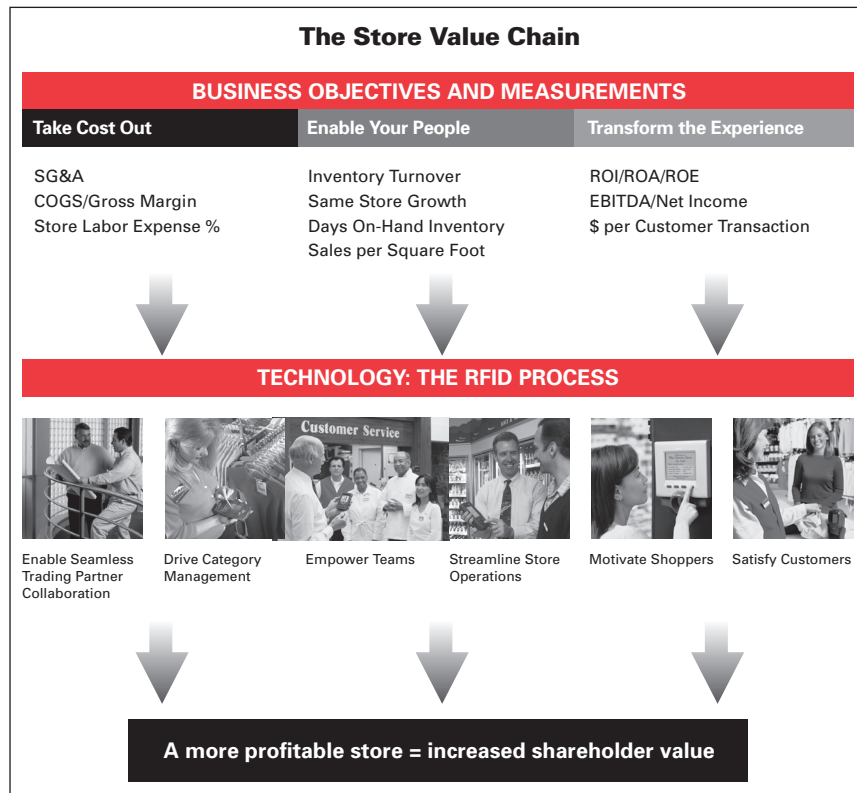 The Store Value Chain
BUSINESS OBJECTIVES AND MEASUREMENTS
Take Cost Out
Enable Your People
Transform the Experience
SG&A
COGS/Gross Margin
Store Labor Expense %
Inventory Turnover
Same Store Growth
Days On-Hand Inventory
Sales per Square Foot
ROI/ROA/ROE
EBITDA/Net Income
$ per Customer Transaction
TECHNOLOGY: THE RFID PROCESS
Customer Service
Enable Seamless
Trading Partner
Collaboration
Drive Category
Management
Empower Teams
Streamline Store
Operations
Motivate Shoppers
Satisfy Customers
A more profitable store = increased shareholder value